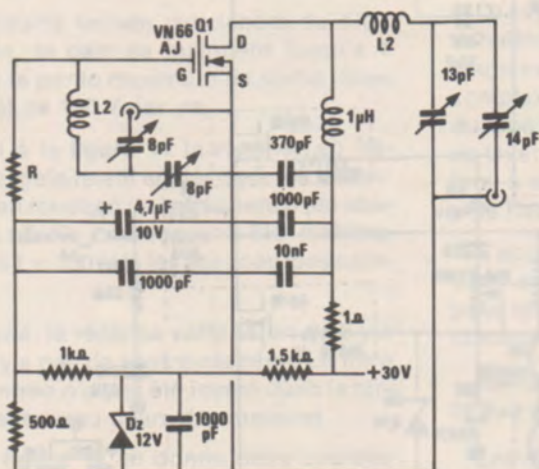 VN66 Q1
AJ
G
S
L2
L2
13pF
1µH
8pF
8pF
370pF
14pF
R
+ 4,7µF
10V
1000pF
10nF
1000pF
1Ω
1kΩ
1,5kΩ
+30V
500Ω
Dz
12V
1000
pF